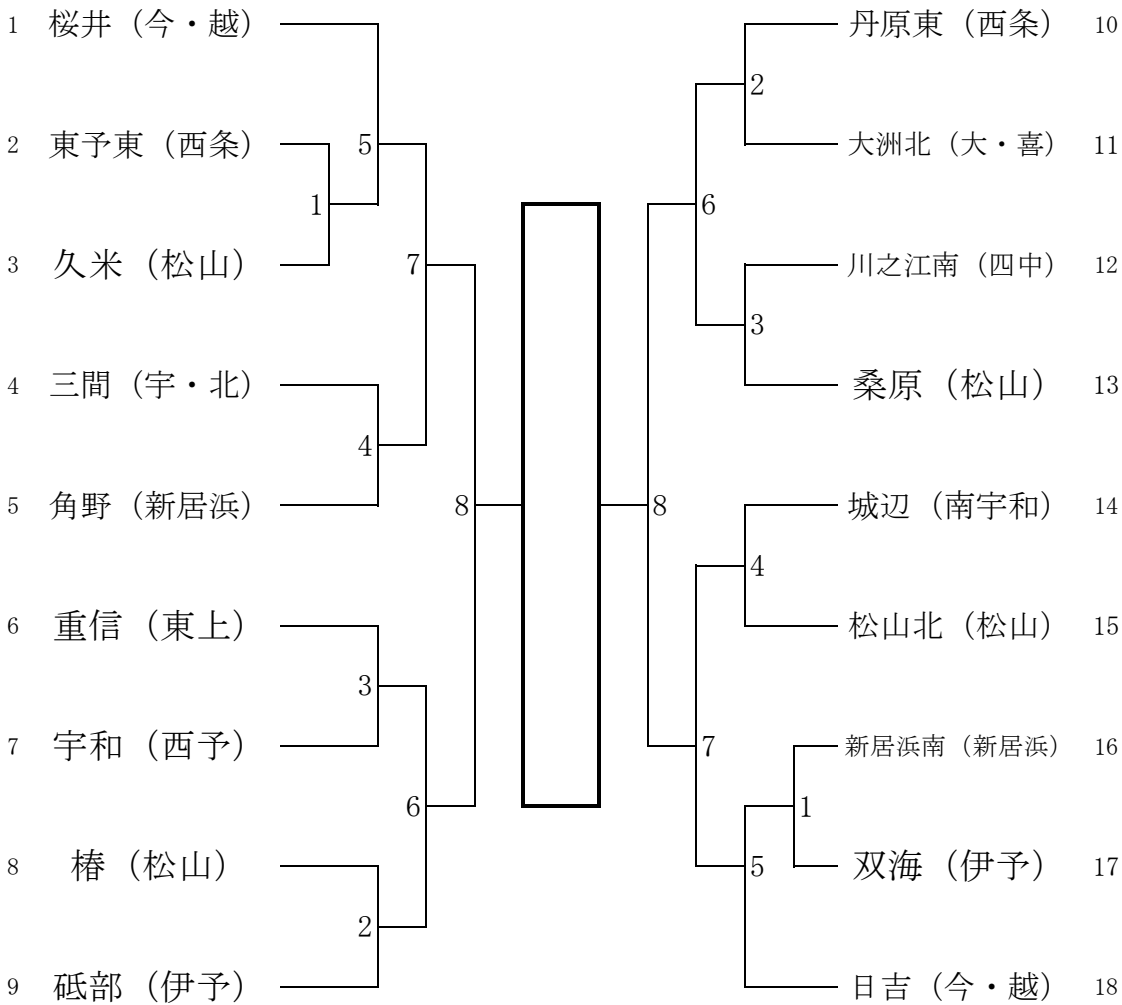 1 桜井（今・越）
2 東予東（西条）
3 久米（松山）
4 三間（宇・北）
5 角野（新居浜）
6 重信（東上）
7 宇和（西予）
8 椿（松山）
9 砥部（伊予）
5
1
7
4
8
3
6
2
丹原東（西条） 10
大洲北（大・喜） 11
川之江南（四中） 12
桑原（松山） 13
城辺（南宇和） 14
松山北（松山） 15
新居浜南（新居浜） 16
双海（伊予） 17
日吉（今・越） 18
2
6
3
8
4
7
1
5